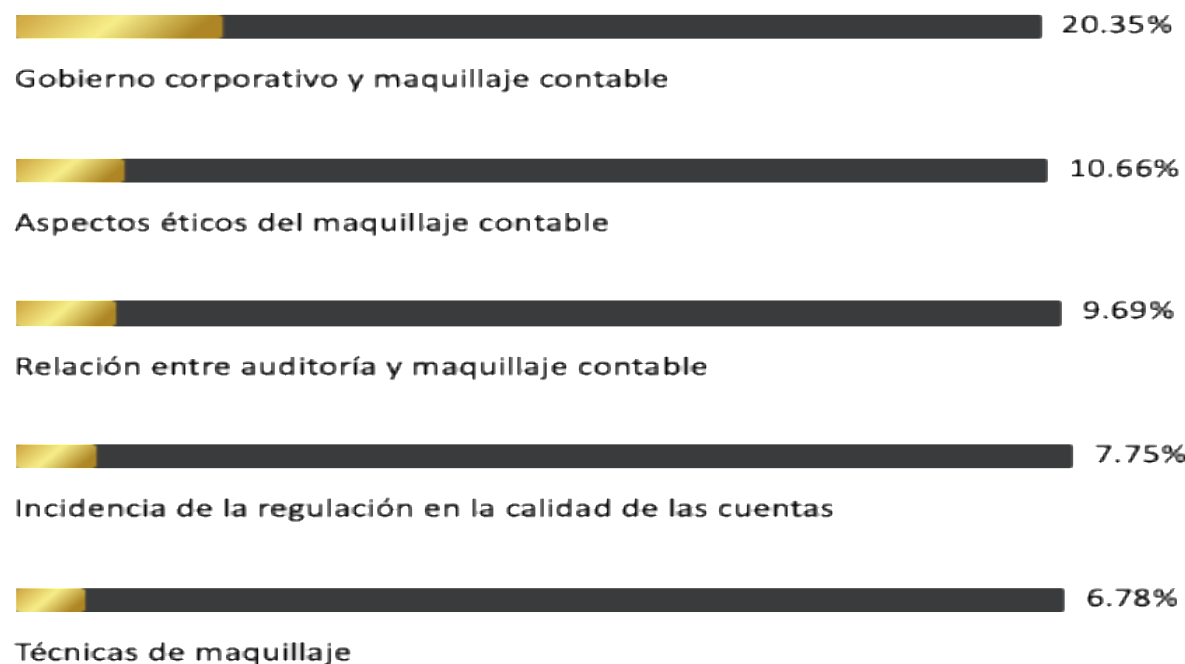 20.35%
Gobierno corporativo y maquillaje contable
10.66%
Aspectos éticos del maquillaje contable
9.69%
Relación entre auditoría y maquillaje contable
7.75%
Incidencia de la regulación en la calidad de las cuentas
6.78%
Técnicas de maquillaje